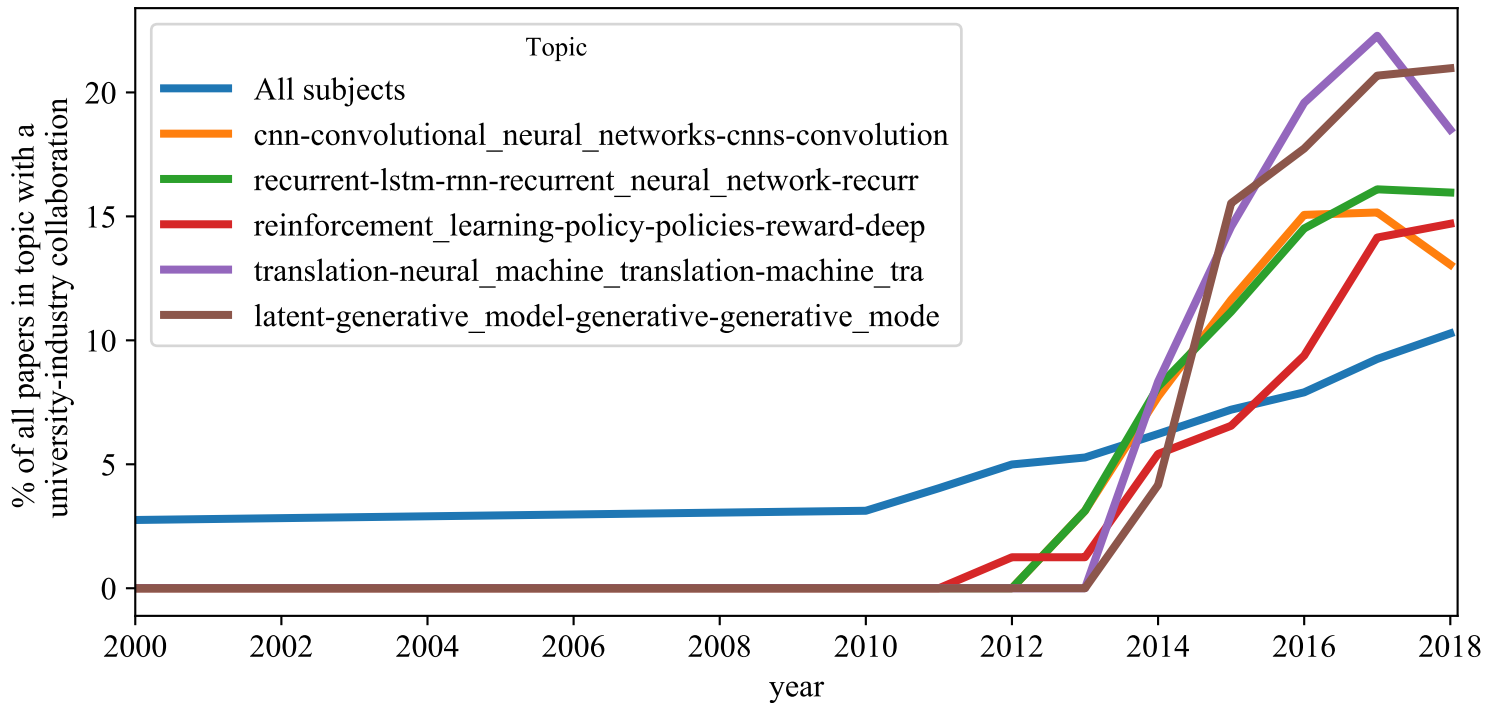 % of all papers in topic with a
university-industry collaboration
20
15
10
5
0
Topic
All subjects
cnn-convolutional_neural_networks-cnns-convolution
recurrent-lstm-rnn-recurrent_neural_network-recurr
reinforcement_learning-policy-policies-reward-deep
translation-neural_machine_translation-machine_tra
latent-generative_model-generative-generative_mode
2000 2002 2004 2006 2008 2010 2012 2014 2016 2018
year